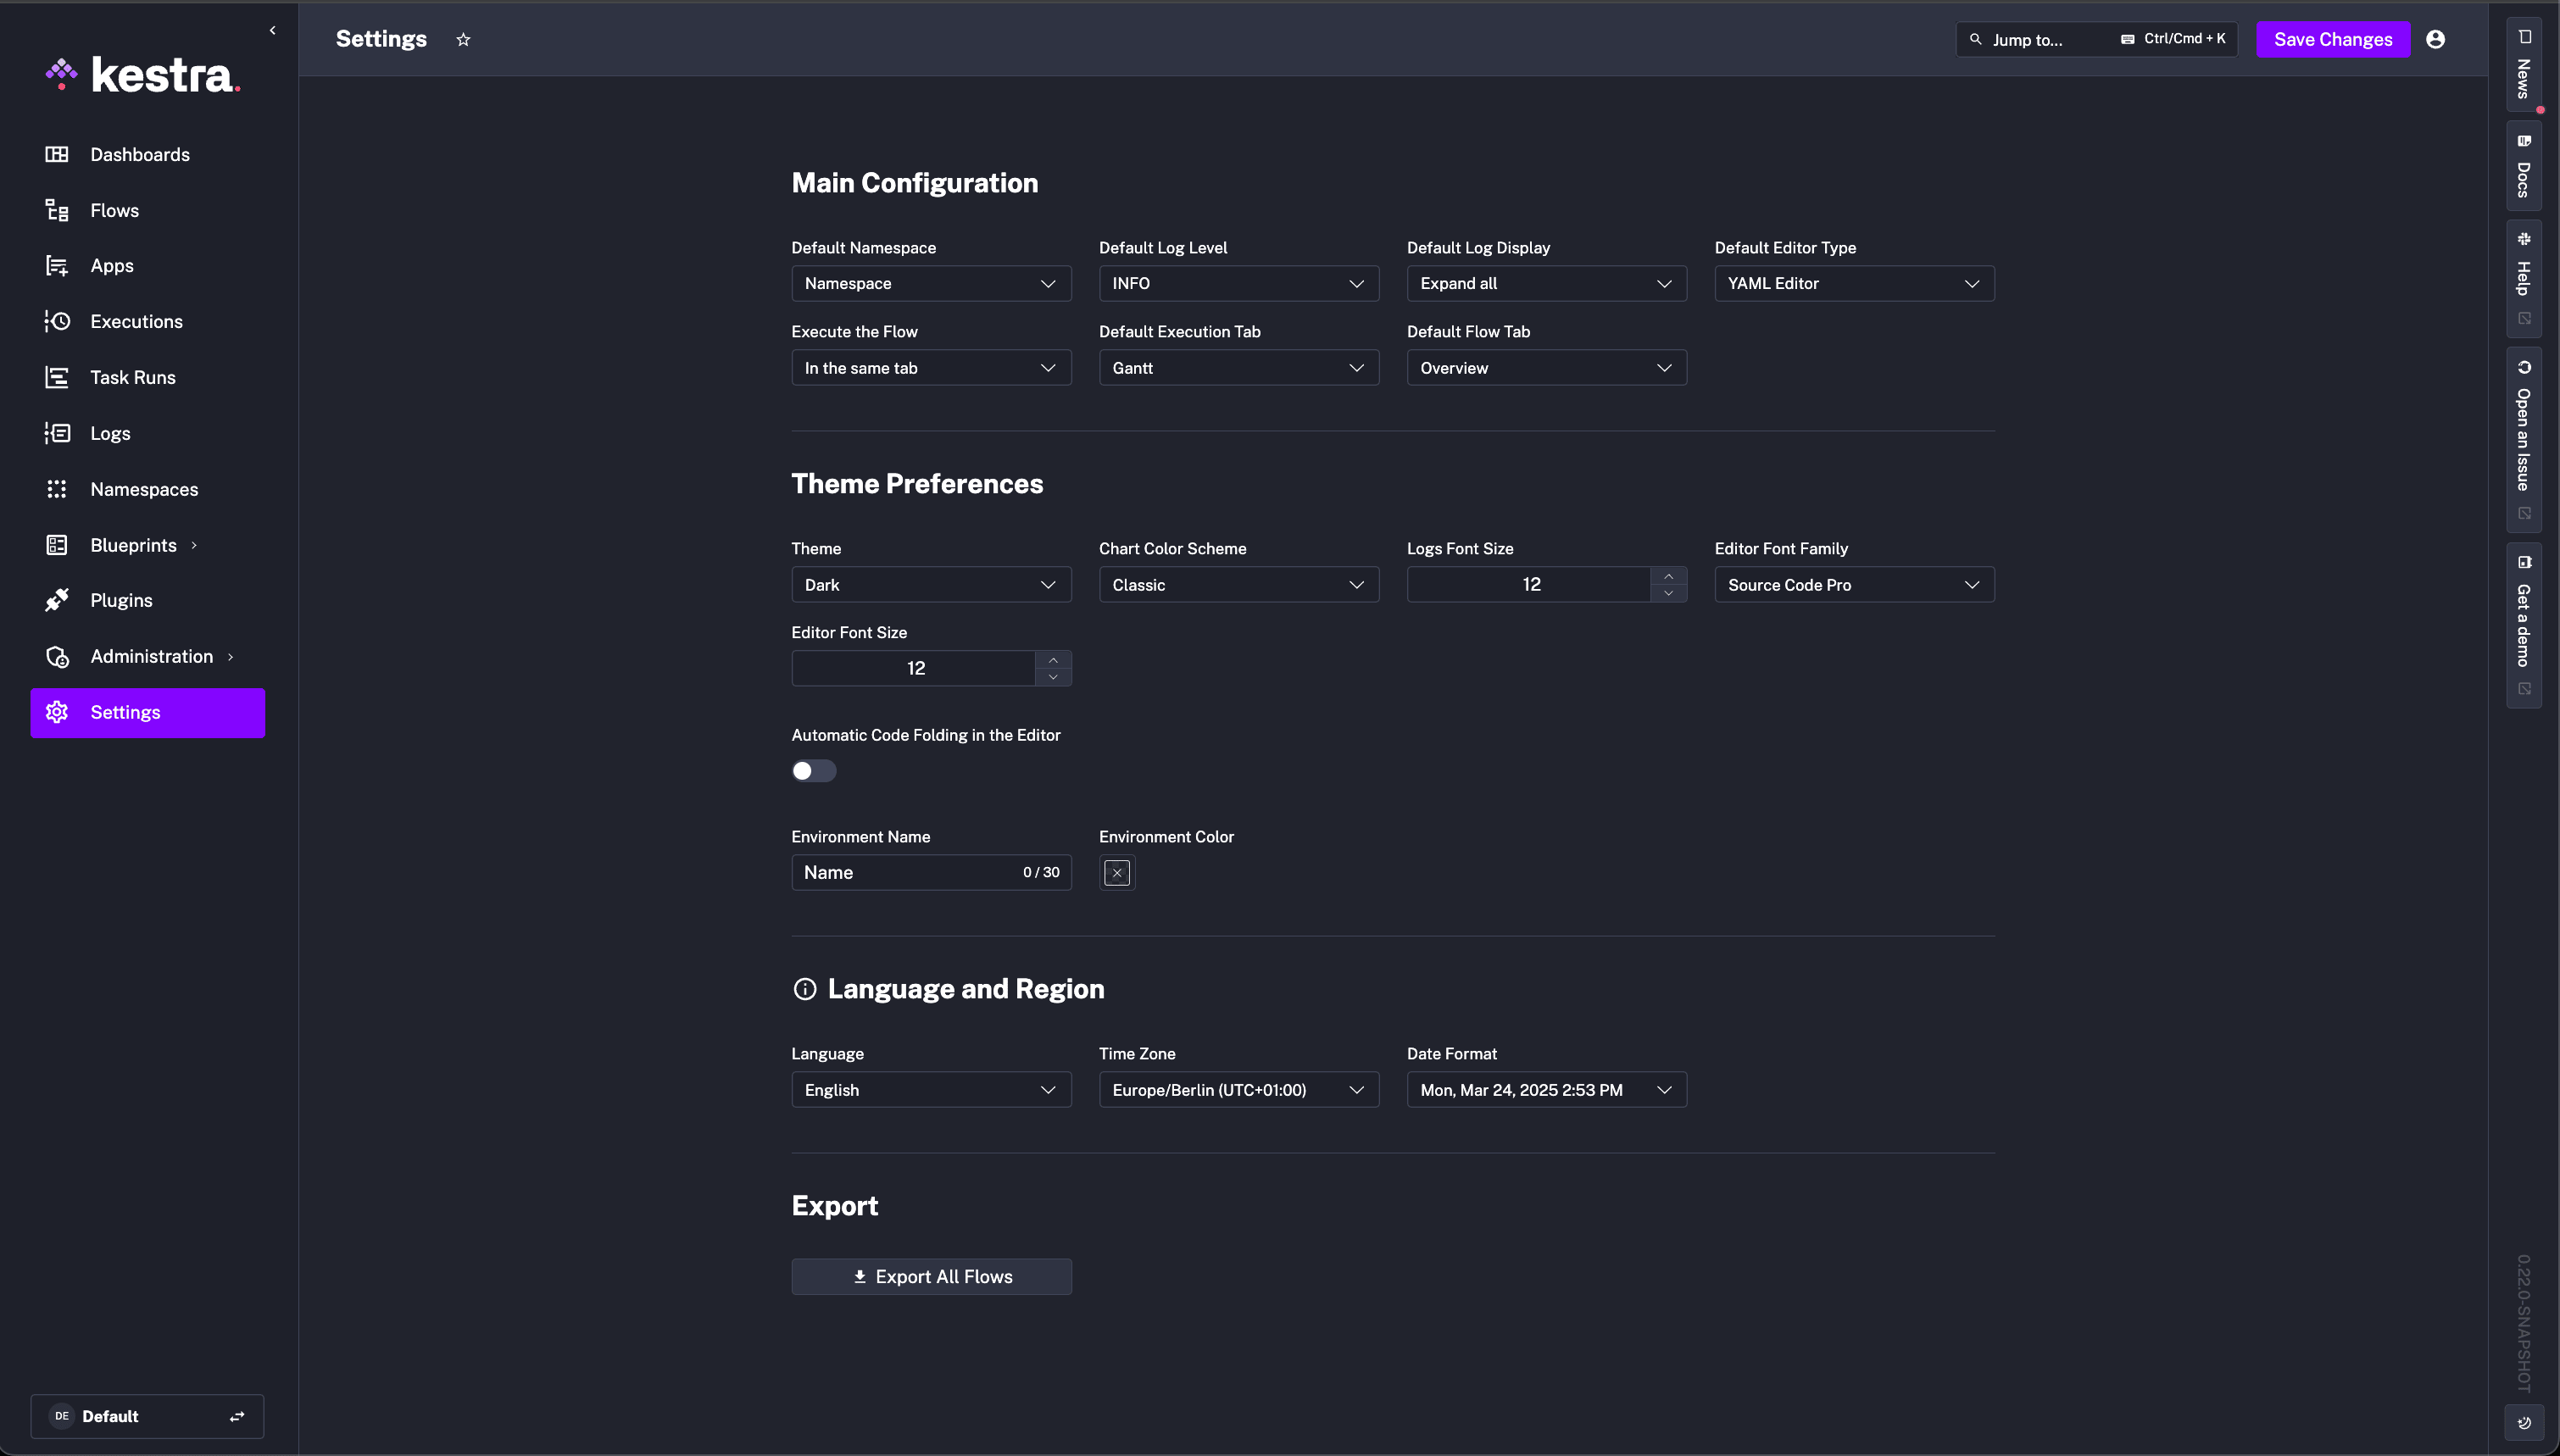 kestra.
Dashboards
Flows
Apps
Executions
Task Runs
Logs
Namespaces
Blueprints
Plugins
Administration
Settings
DE Default
Settings
Jump to... Ctrl/Cmd + K
Save Changes
Main Configuration
Default Namespace Default Log Level Default Log Display Default Editor Type
Namespace INFO Expand all YAML Editor
Execute the Flow Default Execution Tab Default Flow Tab
In the same tab Gantt Overview
Theme Preferences
Theme Chart Color Scheme Logs Font Size Editor Font Family
Dark Classic 12 Source Code Pro
Editor Font Size
12
Automatic Code Folding in the Editor
Environment Name Environment Color
Name 0 / 30
Language and Region
Language Time Zone Date Format
English Europe/Berlin (UTC+01:00) Mon, Mar 24, 2025 2:53 PM
Export
Export All Flows
News
Docs
Help
Open an Issue
Get a demo
0.22.0-SNAPSHOT